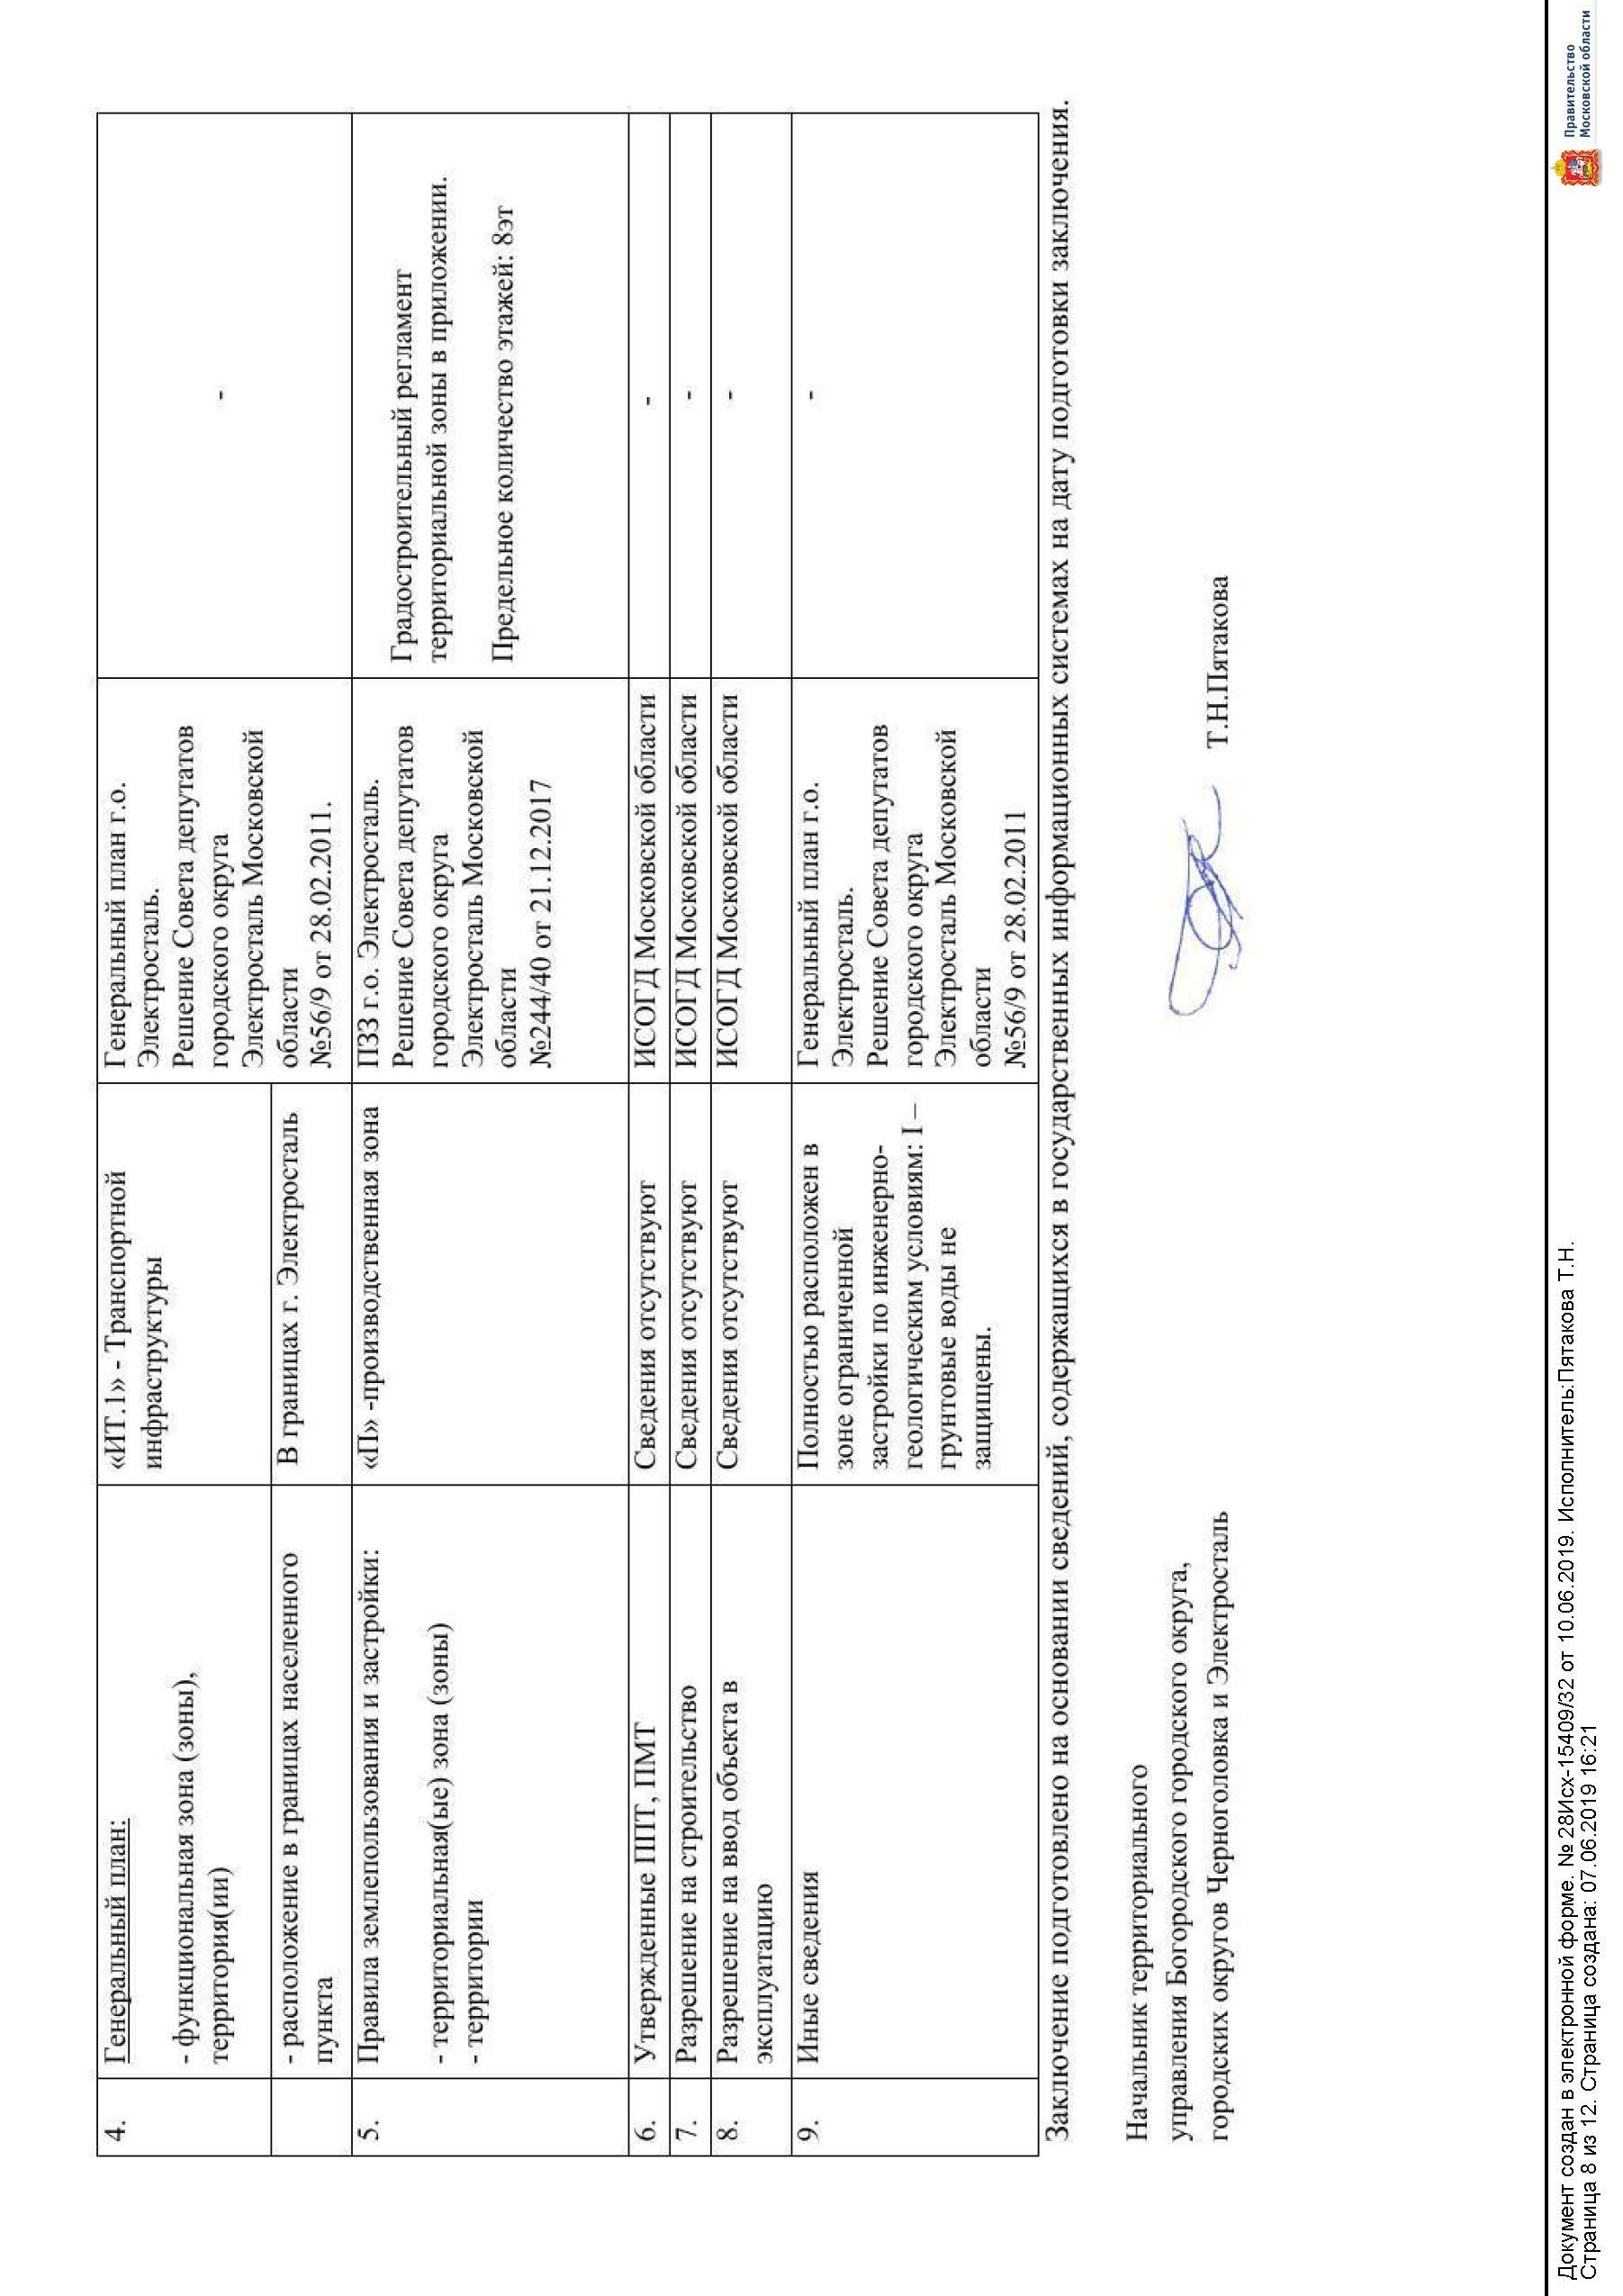 4.
Генеральный план:
- функциональная зона (зоны),
территория(ии)
«ИТ.1» - Транспортной
инфраструктуры
Генеральный план г.о.
Электросталь.
Решение Совета депутатов
городского округа
Электросталь Московской
области
№56/9 от 28.02.2011.
-
- расположение в границах населенного
пункта
В границах г. Электросталь
5.
Правила землепользования и застройки:
- территориальная(ые) зона (зоны)
- территории
«П» -производственная зона
ПЗЗ г.о. Электросталь.
Решение Совета депутатов
городского округа
Электросталь Московской
области
№244/40 от 21.12.2017
Градостроительный регламент
территориальной зоны в приложении.
Предельное количество этажей: 8эт
6.
Утвержденные ППТ, ПМТ
Сведения отсутствуют
ИСОГД Московской области
-
7.
Разрешение на строительство
Сведения отсутствуют
ИСОГД Московской области
-
8.
Разрешение на ввод объекта в
эксплуатацию
Сведения отсутствуют
ИСОГД Московской области
-
9.
Иные сведения
Полностью расположен в
зоне ограниченной
застройки по инженерно-
геологическим условиям: I –
грунтовые воды не
защищены.
Генеральный план г.о.
Электросталь.
Решение Совета депутатов
городского округа
Электросталь Московской
области
№56/9 от 28.02.2011
-
Заключение подготовлено на основании сведений, содержащихся в государственных информационных системах на дату подготовки заключения.
Начальник территориального
управления Богородского городского округа,
городских округов Черноголовка и Электросталь
Т.Н.Пятакова
Документ создан в электронной форме. № 28Исх-15409/32 от 10.06.2019. Исполнитель:Пятакова Т.Н.
Страница 8 из 12. Страница создана: 07.06.2019 16:21
Правительство
Московской области